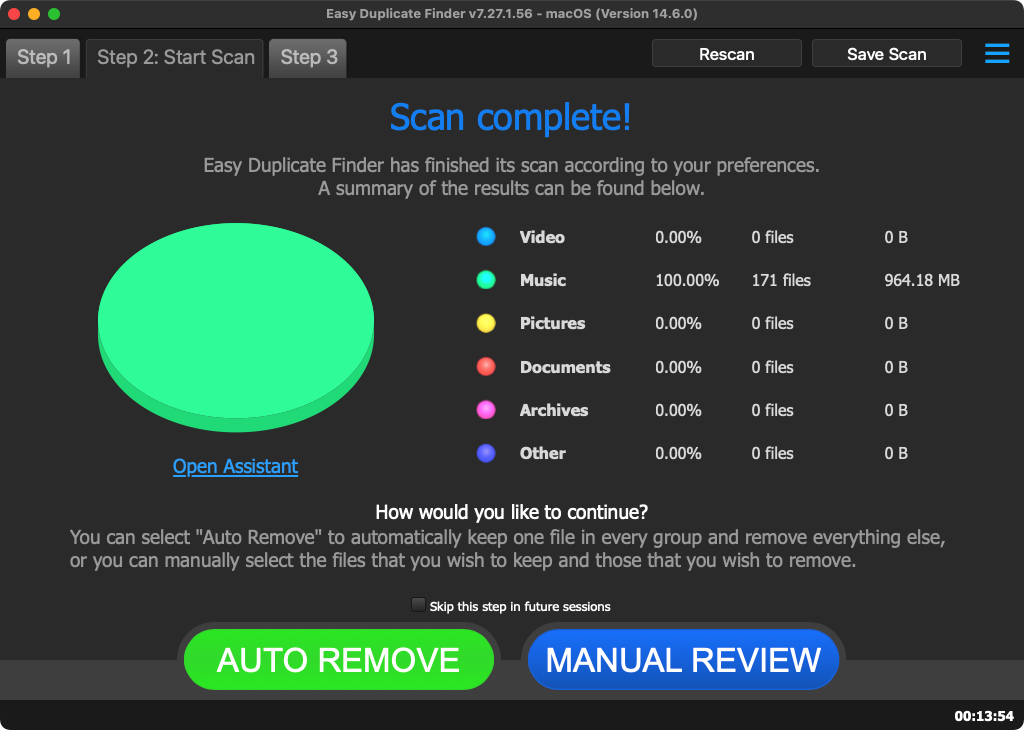 Easy Duplicate Finder v7.27.1.56 - macOS (Version 14.6.0)
Step 1 Step 2: Start Scan Step 3 Rescan Save Scan
Scan complete!
Easy Duplicate Finder has finished its scan according to your preferences.
A summary of the results can be found below.
Video 0.00% 0 files 0 B
Music 100.00% 171 files 964.18 MB
Pictures 0.00% 0 files 0 B
Documents 0.00% 0 files 0 B
Archives 0.00% 0 files 0 B
Other 0.00% 0 files 0 B
Open Assistant
How would you like to continue?
You can select "Auto Remove" to automatically keep one file in every group and remove everything else,
or you can manually select the files that you wish to keep and those that you wish to remove.
Skip this step in future sessions
AUTO REMOVE MANUAL REVIEW
00:13:54